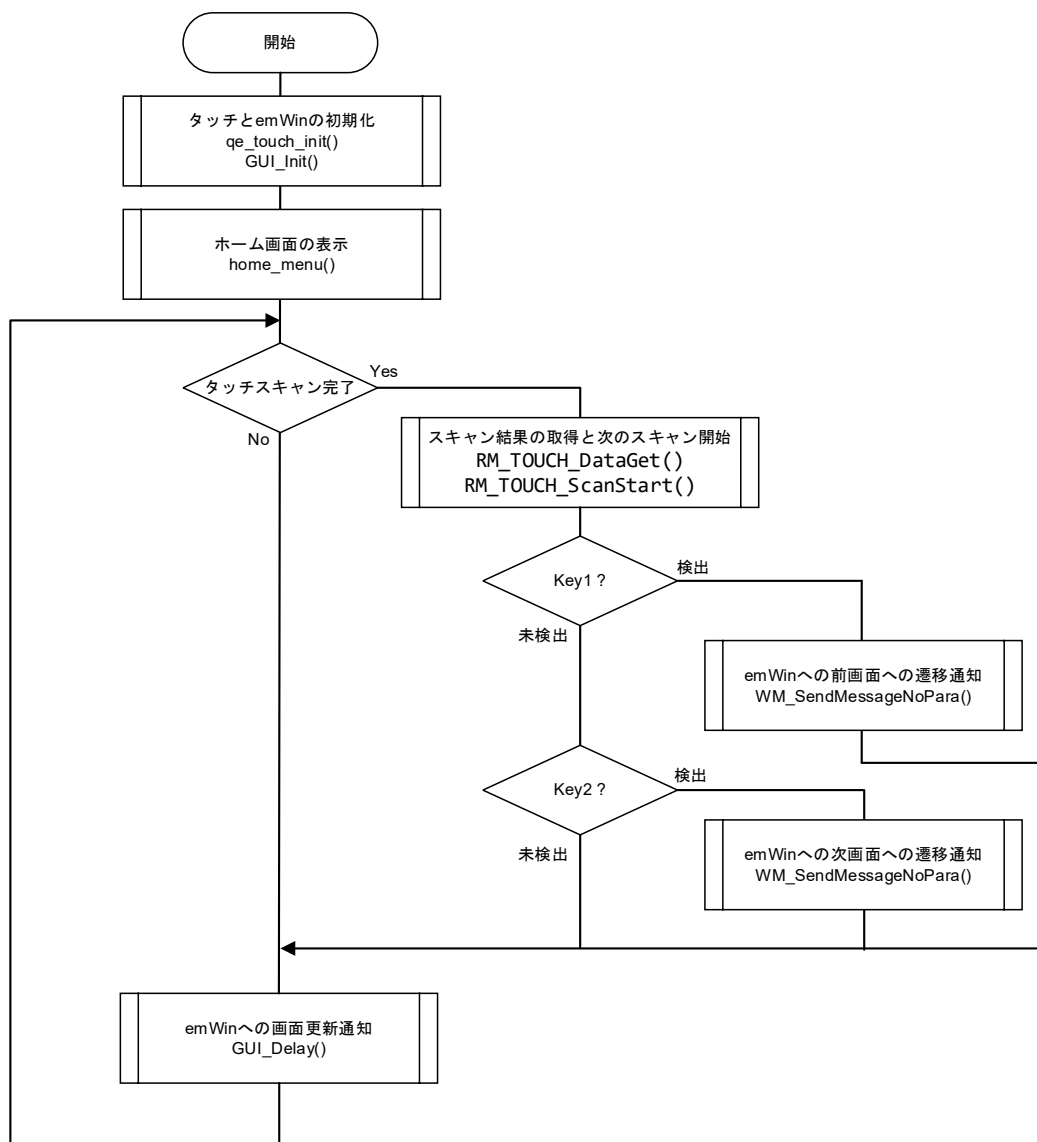 開始
タッチとemWinの初期化
qe_touch_init()
GUI_Init()
ホーム画面の表示
home_menu()
タッチスキャン完了
Yes
No
スキャン結果の取得と次のスキャン開始
RM_TOUCH_DataGet()
RM_TOUCH_ScanStart()
Key1 ?
検出
未検出
emWinへの前画面への遷移通知
WM_SendMessageNoPara()
Key2 ?
検出
未検出
emWinへの次画面への遷移通知
WM_SendMessageNoPara()
emWinへの画面更新通知
GUI_Delay()